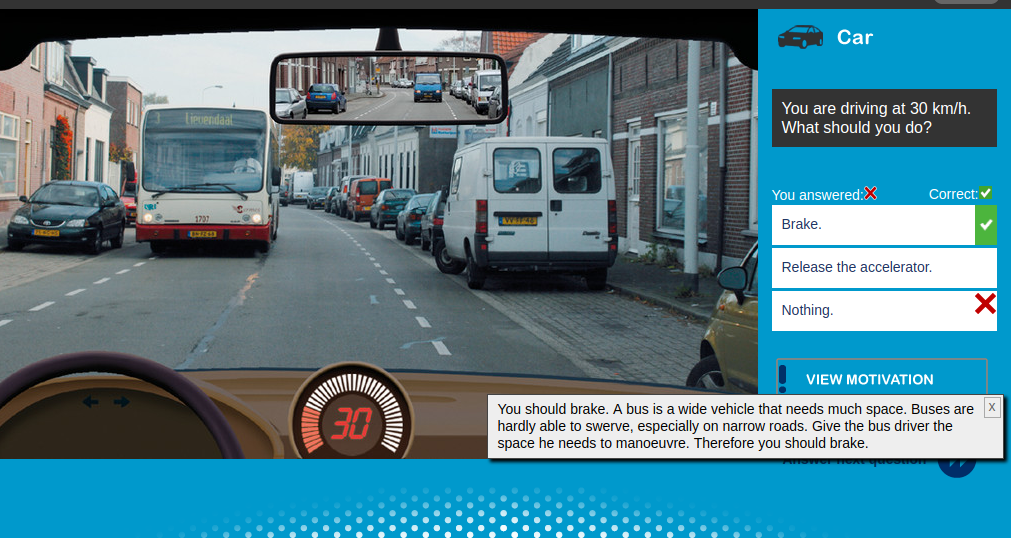 Car
You are driving at 30 km/h.
What should you do?
You answered:
Correct:
Brake.
Release the accelerator.
Nothing.
VIEW MOTIVATION
You should brake. A bus is a wide vehicle that needs much space. Buses are
hardly able to swerve, especially on narrow roads. Give the bus driver the
space he needs to manoeuvre. Therefore you should brake.
X
Answer next question
3 Lievendaal
1707
30